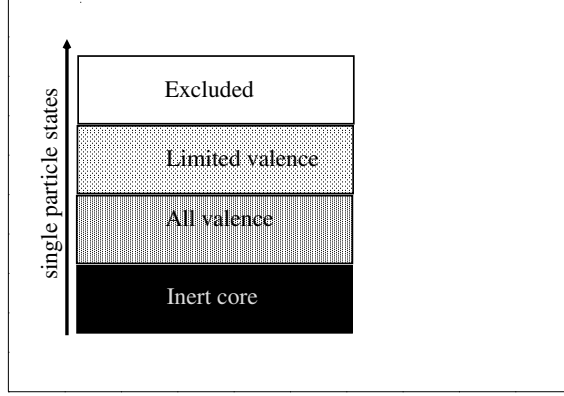 Excluded
Limited valence
All valence
Inert core
single particle states